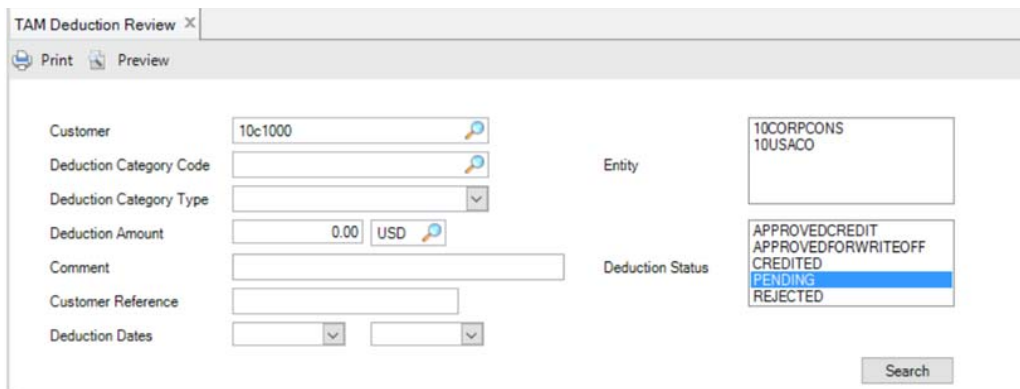 TAM Deduction Review
Print Preview
Customer 10c1000
Deduction Category Code
Deduction Category Type
Deduction Amount 0.00 USD
Comment
Customer Reference
Deduction Dates
Entity
10CORPCONS
10USACO
Deduction Status
APPROVEDCREDIT
APPROVEDFORWRITEOFF
CREDITED
PENDING
REJECTED
Search